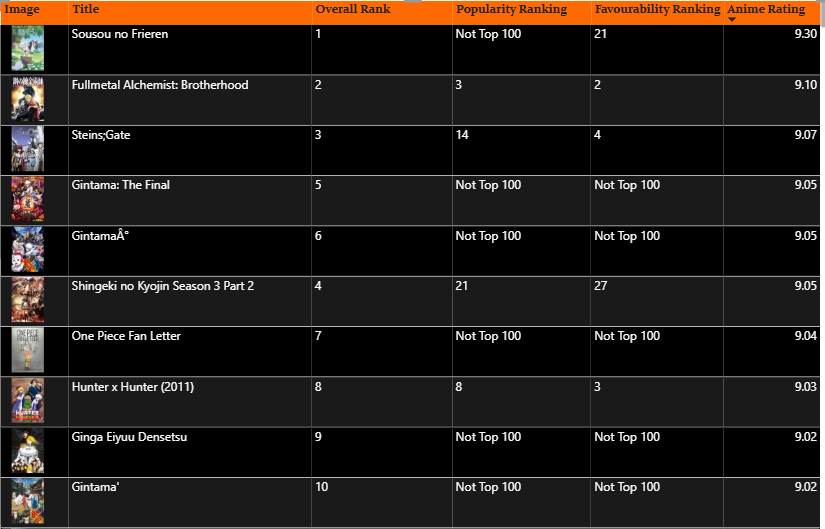 Image Title Overall Rank Popularity Ranking Favourability Ranking Anime Rating
Sousou no Frieren 1 Not Top 100 21 9.30
Fullmetal Alchemist: Brotherhood 2 3 2 9.10
Steins;Gate 3 14 4 9.07
Gintama: The Final 5 Not Top 100 Not Top 100 9.05
GintamaÂ° 6 Not Top 100 Not Top 100 9.05
Shingeki no Kyojin Season 3 Part 2 4 21 27 9.05
One Piece Fan Letter 7 Not Top 100 Not Top 100 9.04
Hunter x Hunter (2011) 8 8 3 9.03
Ginga Eiyuu Densetsu 9 Not Top 100 Not Top 100 9.02
Gintama' 10 Not Top 100 Not Top 100 9.02